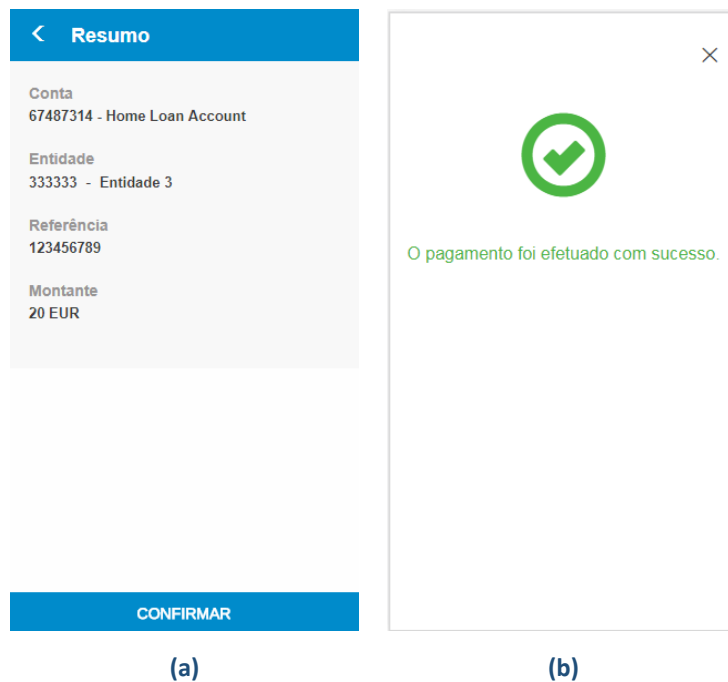 Resumo
Conta
67487314 - Home Loan Account
Entidade
333333 - Entidade 3
Referência
123456789
Montante
20 EUR
CONFIRMAR
(a)
O pagamento foi efetuado com sucesso.
(b)